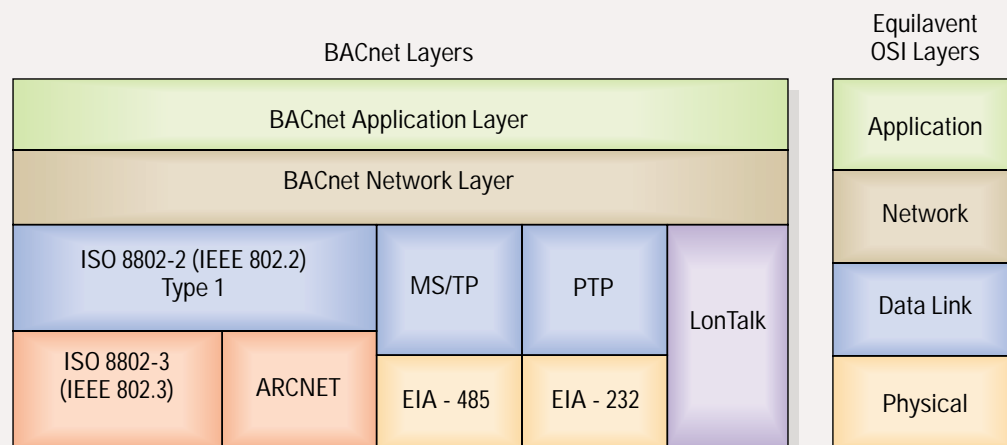 BACnet Layers
Equilavent
OSI Layers
BACnet Application Layer
Application
BACnet Network Layer
Network
ISO 8802-2 (IEEE 802.2)
Type 1
MS/TP
PTP
LonTalk
Data Link
ISO 8802-3
(IEEE 802.3)
ARCNET
EIA - 485
EIA - 232
Physical